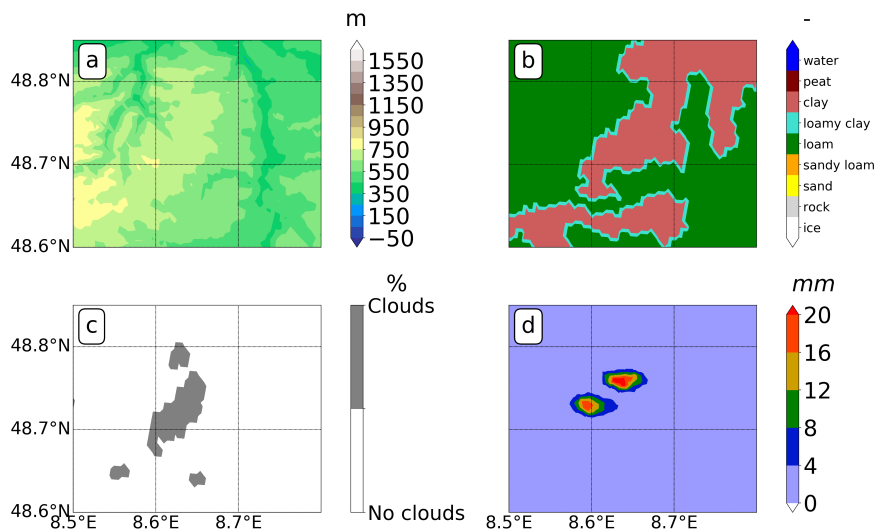 a
m
1550
1350
1150
950
750
550
350
150
−50
48.8°N
48.7°N
48.6°N
b
-
water
peat
clay
loamy clay
loam
sandy loam
sand
rock
ice
c
%
Clouds
No clouds
48.8°N
48.7°N
48.6°N
8.5°E
8.6°E
8.7°E
d
mm
20
16
12
8
4
0
8.5°E
8.6°E
8.7°E